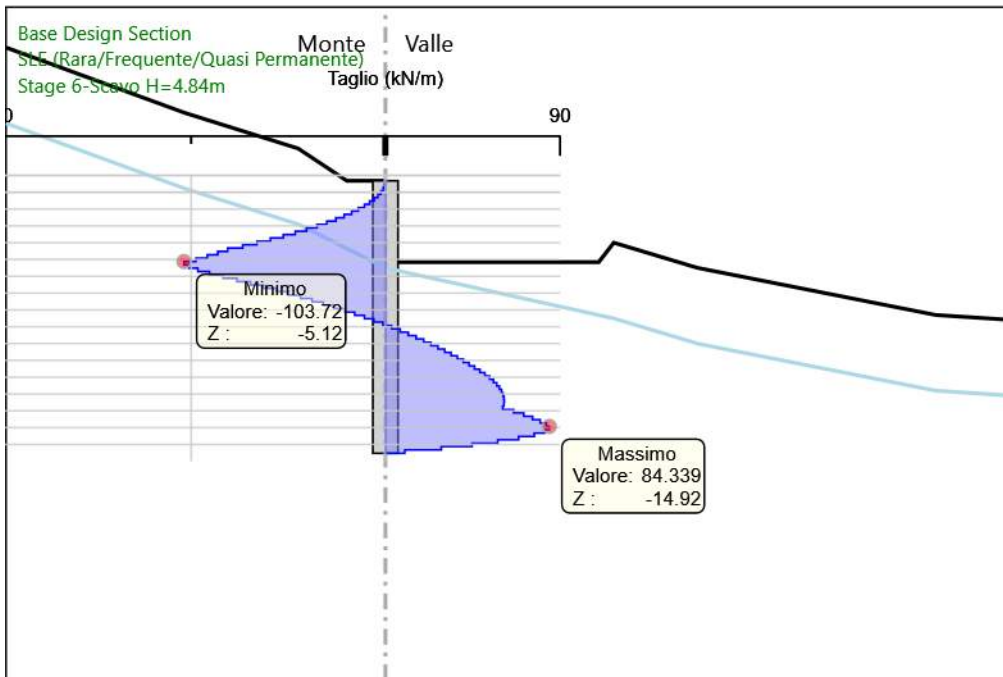 Base Design Section
Monte Valle
SLE (Rara/Frequente/Quasi Permanente)
Taglio (kN/m)
Stage 6-Scavo H=4.84m
0 90
Minimo
Valore: -103.72
Z : -5.12
Massimo
Valore: 84.339
Z : -14.92